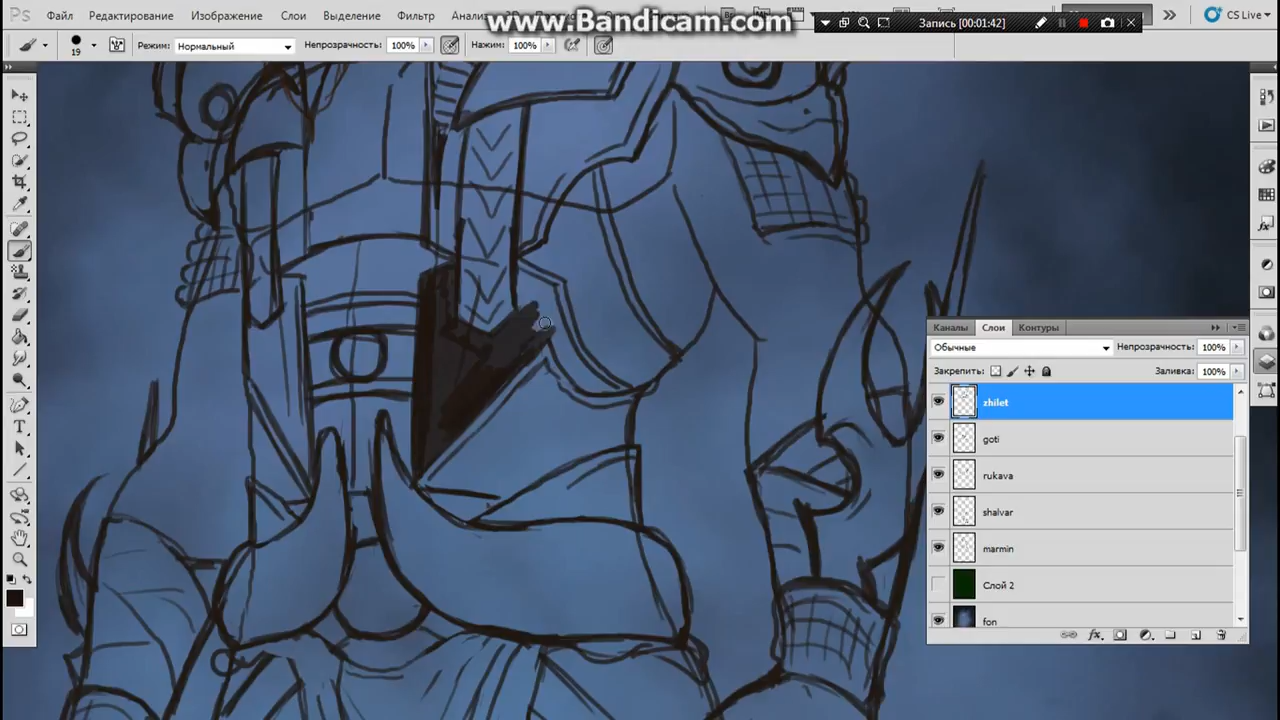 www.Bandicam.com
Ps Файл Редактирование Изображение Слои Выделение Фильтр Анализ CS Live
Запись [00:01:42]
19 Режим: Нормальный Непрозрачность: 100% Нажим: 100%
Каналы Слои Контуры
Обычные Непрозрачность: 100%
Закрепить: Заливка: 100%
zhilet
goti
rukava
shalvar
marmin
Слой 2
fon